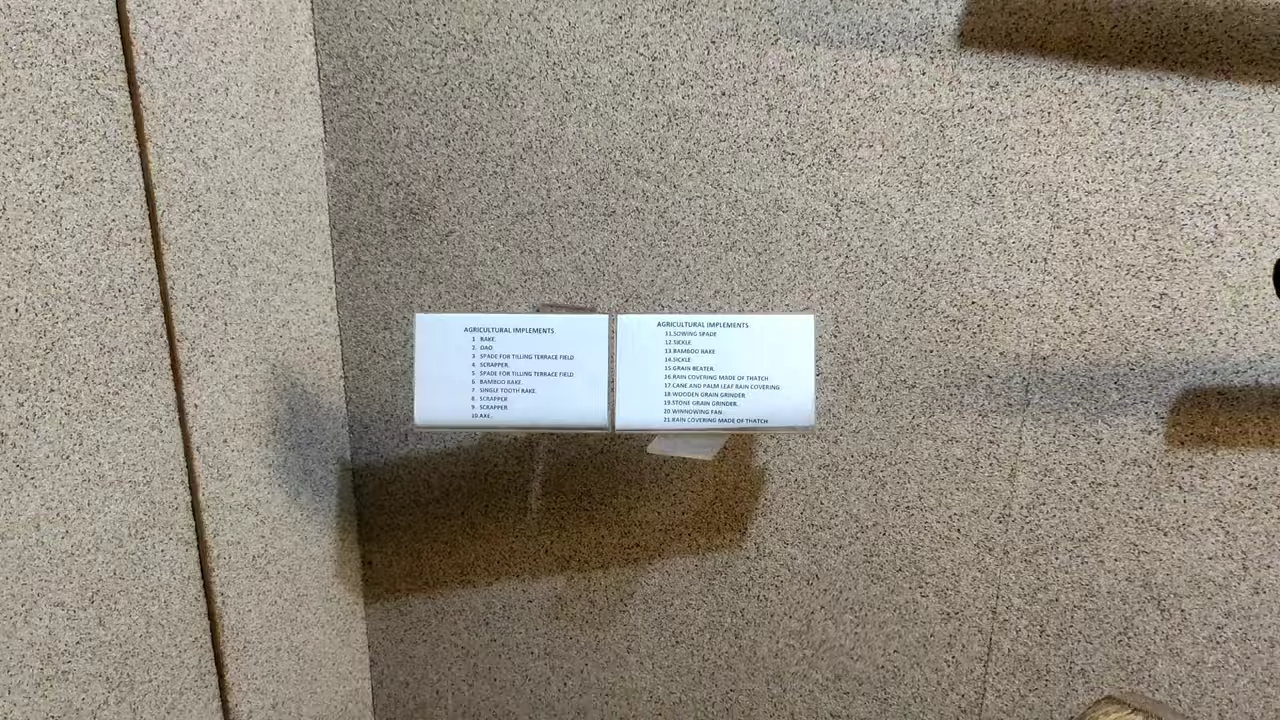 AGRICULTURAL IMPLEMENTS
1 RAKE.
2. DAO.
3 SPADE FOR TILLING TERRACE FIELD
4. SCRAPPER.
5 SPADE FOR TILLING TERRACE FIELD
6 BAMBOO RAKE.
7 SINGLE TOOTH RAKE.
8. SCRAPPER
9. SCRAPPER
10.AXE.
AGRICULTURAL IMPLEMENTS
11.SOWING SPADE
12.SICKLE.
13.BAMBOO RAKE
14.SICKLE
15.GRAIN BEATER.
16.RAIN COVERING MADE OF THATCH
17.CANE AND PALM LEAF RAIN COVERING
18.WOODEN GRAIN GRINDER
19.STONE GRAIN GRINDER.
20.WINNOWING FAN
21.RAIN COVERING MADE OF THATCH